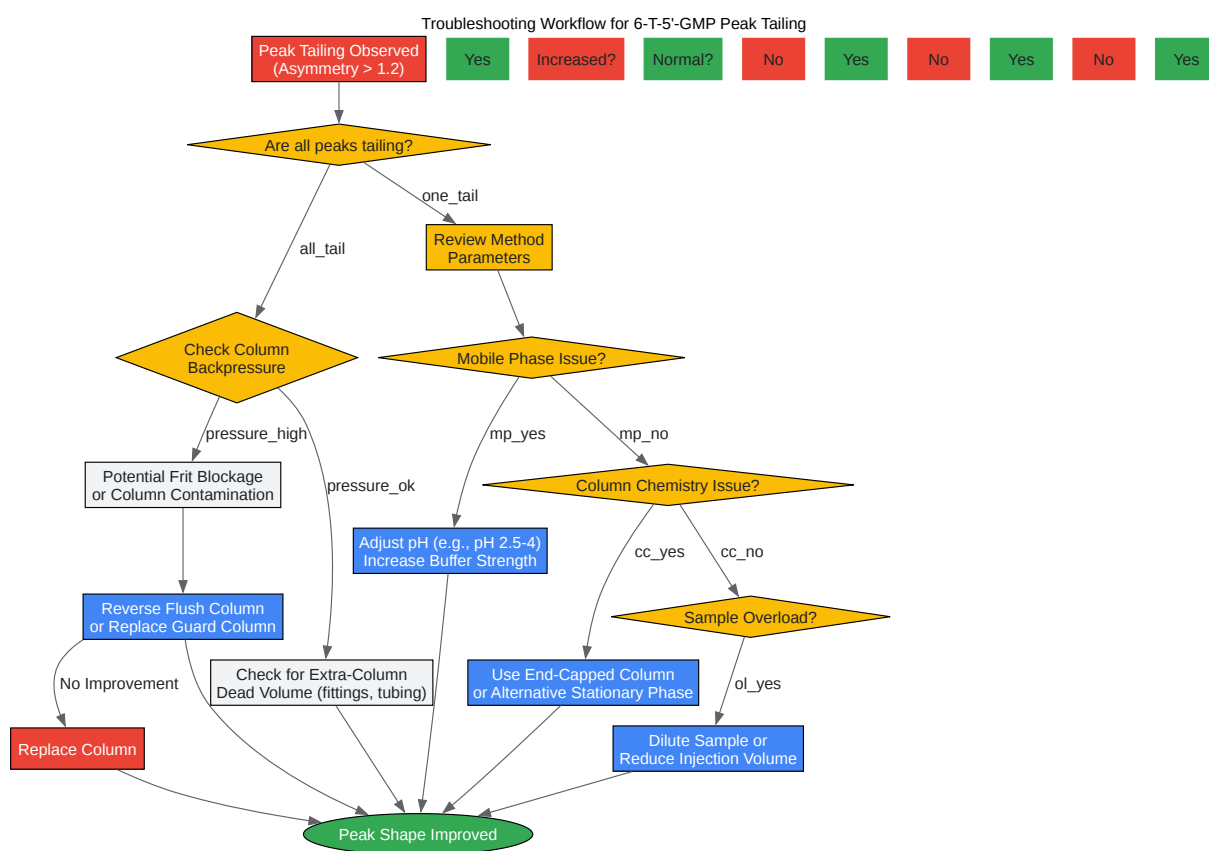 Troubleshooting Workflow for 6-T-5'-GMP Peak Tailing
Peak Tailing Observed
(Asymmetry > 1.2)
Yes
Increased?
Normal?
No
Yes
No
Yes
No
Yes
Are all peaks tailing?
one_tail
all_tail
Review Method
Parameters
Check Column
Backpressure
Mobile Phase Issue?
pressure_high
mp_yes
mp_no
Potential Frit Blockage
or Column Contamination
pressure_ok
Column Chemistry Issue?
Adjust pH (e.g., pH 2.5-4)
Increase Buffer Strength
cc_yes
cc_no
Reverse Flush Column
or Replace Guard Column
Sample Overload?
No Improvement
Check for Extra-Column
Dead Volume (fittings, tubing)
Use End-Capped Column
or Alternative Stationary Phase
ol_yes
Replace Column
Dilute Sample or
Reduce Injection Volume
Peak Shape Improved